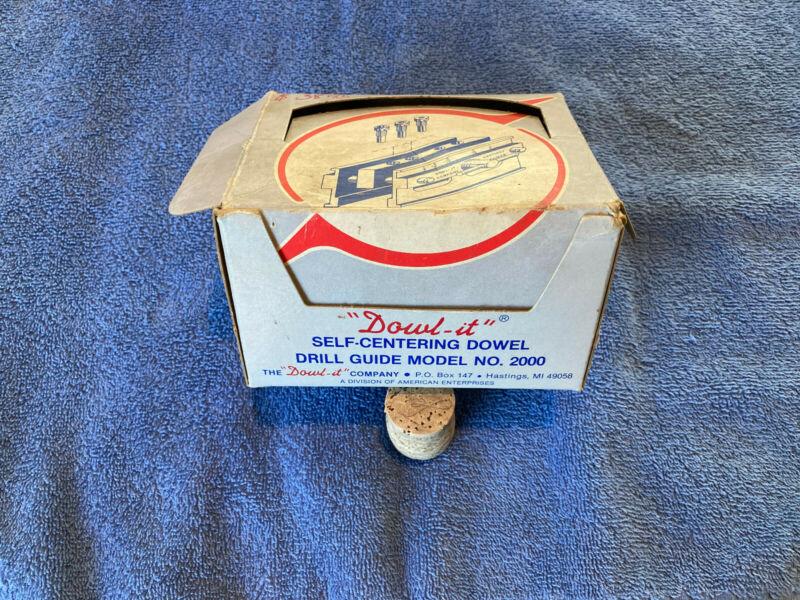 "Dowl-it"®
SELF-CENTERING DOWEL
DRILL GUIDE MODEL NO. 2000
THE "Dowl-it" COMPANY • P.O. Box 147 • Hastings, MI 49058
A DIVISION OF AMERICAN ENTERPRISES